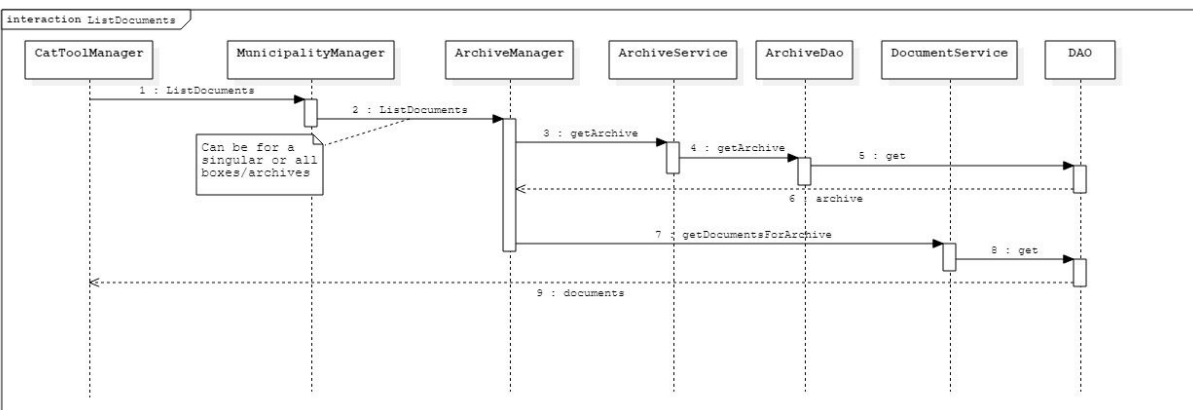 interaction ListDocuments
CatToolManager
MunicipalityManager
ArchiveManager
ArchiveService
ArchiveDao
DocumentService
DAO
1 : ListDocuments
2 : ListDocuments
Can be for a
singular or all
boxes/archives
3 : getArchive
4 : getArchive
5 : get
6 : archive
7 : getDocumentsForArchive
8 : get
9 : documents